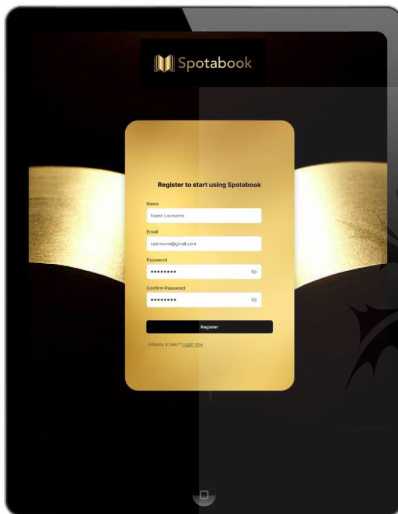 Spotabook
Register to start using Spotabook
Name
Name Lastname
Email
username@gmail.com
Password
••••••••
Confirm Password
••••••••
Register
Already a User? Login now